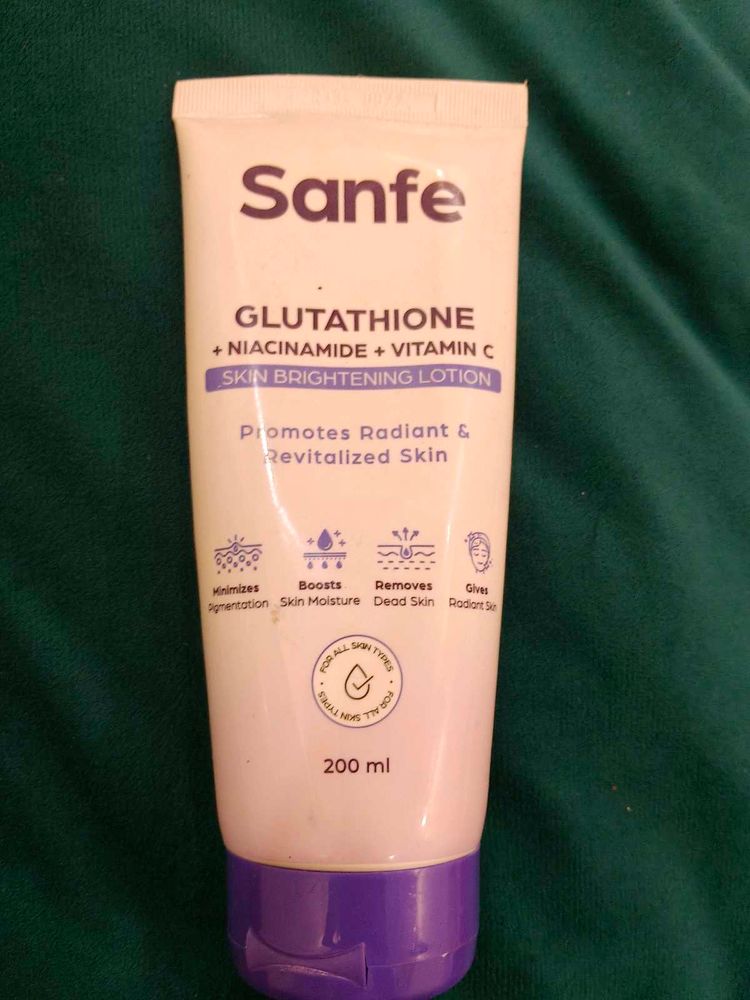 Sanfe
GLUTATHIONE
+ NIACINAMIDE + VITAMIN C
SKIN BRIGHTENING LOTION
Promotes Radiant &
Revitalized Skin
Minimizes
Pigmentation
Boosts
Skin Moisture
Removes
Dead Skin
Gives
Radiant Skin
FOR ALL SKIN TYPES • FOR ALL SKIN TYPES •
200 ml